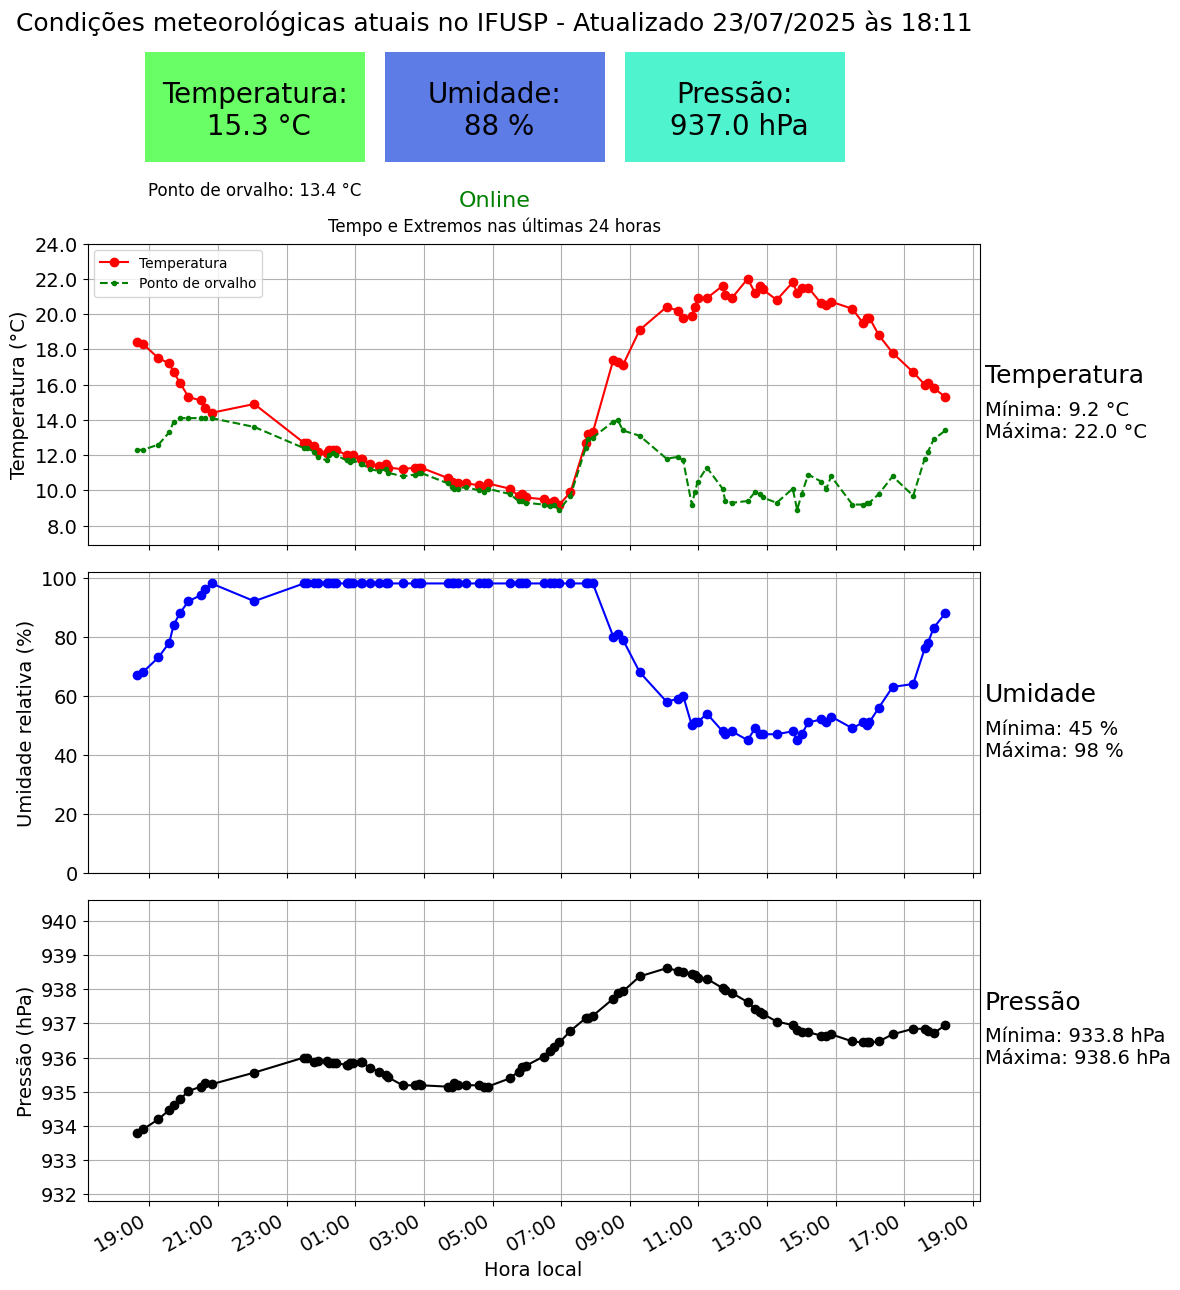 Condições meteorológicas atuais no IFUSP - Atualizado 23/07/2025 às 18:11
Temperatura:
15.3 °C
Umidade:
88 %
Pressão:
937.0 hPa
Ponto de orvalho: 13.4 °C
Online
Tempo e Extremos nas últimas 24 horas
Temperatura
Ponto de orvalho
Temperatura (°C)
24.0
22.0
20.0
18.0
16.0
14.0
12.0
10.0
8.0
Temperatura
Mínima: 9.2 °C
Máxima: 22.0 °C
Umidade relativa (%)
100
80
60
40
20
0
Umidade
Mínima: 45 %
Máxima: 98 %
Pressão (hPa)
940
939
938
937
936
935
934
933
932
Pressão
Mínima: 933.8 hPa
Máxima: 938.6 hPa
19:00
21:00
23:00
01:00
03:00
05:00
07:00
09:00
11:00
13:00
15:00
17:00
19:00
Hora local